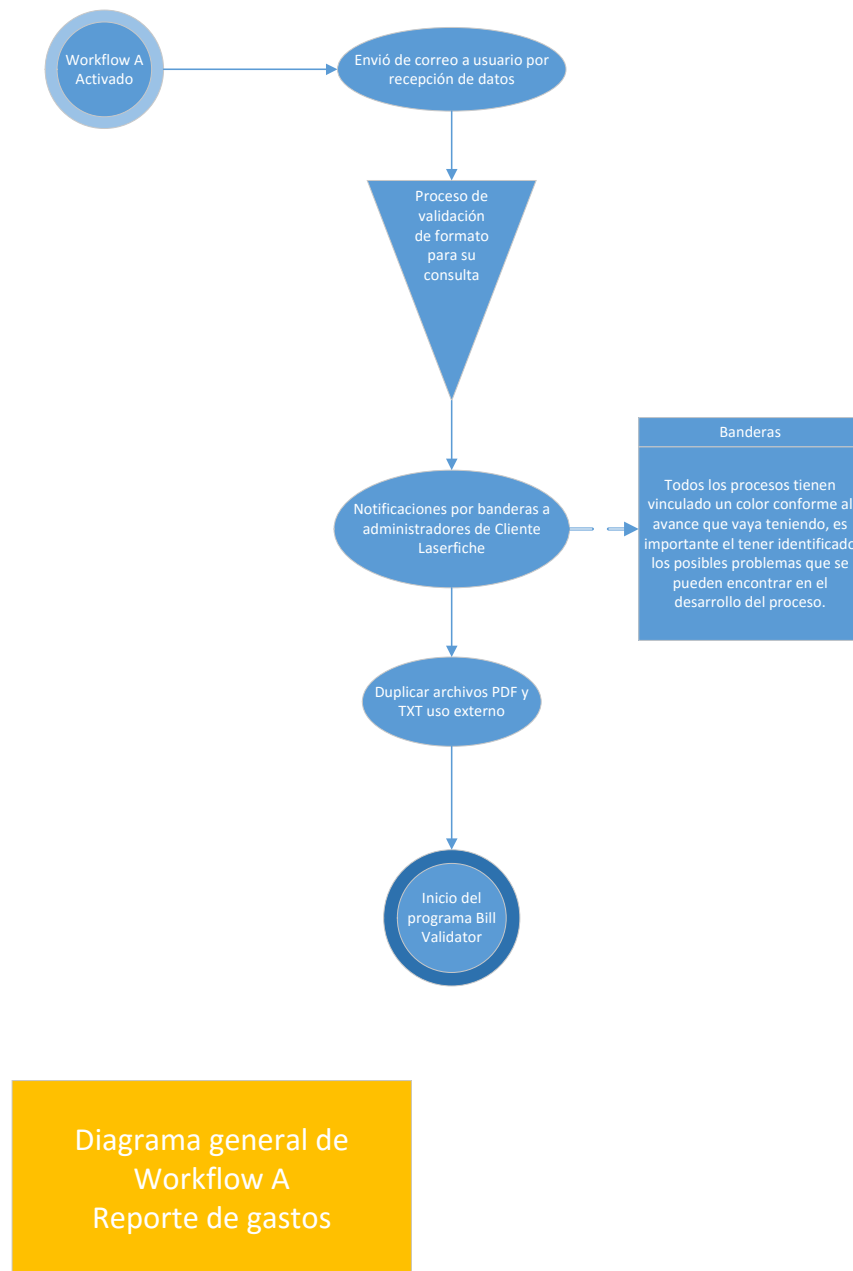 Workflow A
Activado
Envió de correo a usuario por
recepción de datos
Proceso de
validación
de formato
para su
consulta
Notificaciones por banderas a
administradores de Cliente
Laserfiche
Banderas
Todos los procesos tienen
vinculado un color conforme al
avance que vaya teniendo, es
importante el tener identificado
los posibles problemas que se
pueden encontrar en el
desarrollo del proceso.
Duplicar archivos PDF y
TXT uso externo
Inicio del
programa Bill
Validator
Diagrama general de
Workflow A
Reporte de gastos